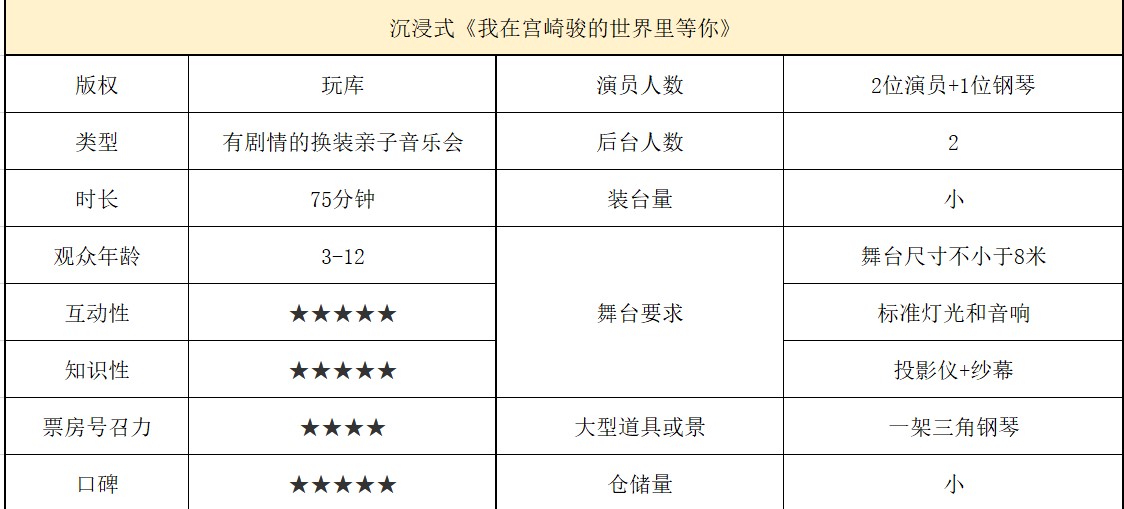 沉浸式《我在宫崎骏的世界里等你》
版权 玩库 演员人数 2位演员+1位钢琴
类型 有剧情的换装亲子音乐会 后台人数 2
时长 75分钟 装台量 小
观众年龄 3-12 舞台要求 舞台尺寸不小于8米
互动性 ★★★★★ 标准灯光和音响
知识性 ★★★★★ 投影仪+纱幕
票房号召力 ★★★★ 大型道具或景 一架三角钢琴
口碑 ★★★★★ 仓储量 小